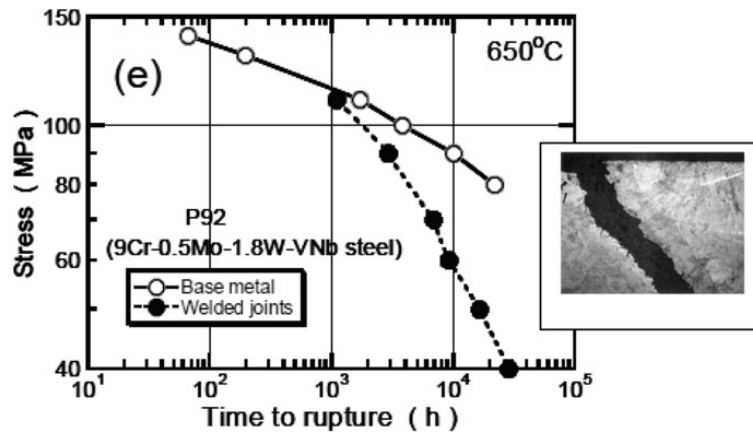 150
(e)
650°C
100
80
60
40
Stress ( MPa)
P92
(9Cr-0.5Mo-1.8W-VNb steel)
Base metal
Welded joints
10¹ 10² 10³ 10⁴ 10⁵
Time to rupture ( h )